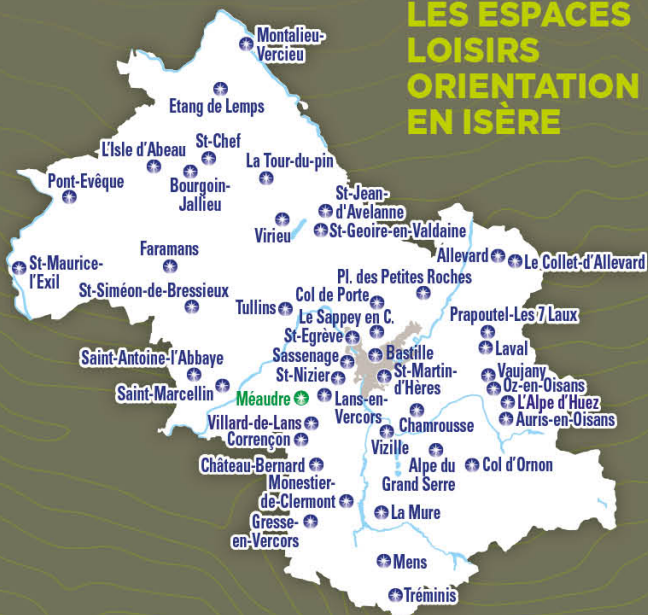 LES ESPACES
LOISIRS
ORIENTATION
EN ISÈRE
Montalieu-
Vercieu
Etang de Lemps
L'Isle d'Abeau
St-Chef
Bourgoin-
Jallieu
La Tour-du-pin
Pont-Evêque
St-Jean-
d'Avelanne
Virieu
St-Geoire-en-Valdaine
St-Maurice-
l'Exil
Faramans
Allevard
Le Collet-d'Allevard
Pl. des Petites Roches
St-Siméon-de-Bressieux
Tullins
Col de Porte
Le Sappey en C.
Prapoutel-Les 7 Laux
St-Egrève
Laval
Saint-Antoine-l'Abbaye
Sassenage
Bastille
St-Nizier
St-Martin-
d'Hères
Vaujany
Oz-en-Oisans
Saint-Marcellin
Méaudre
Lans-en-
Vercors
L'Alpe d'Huez
Auris-en-Oisans
Chamrousse
Villard-de-Lans
Corrençon
Vizille
Château-Bernard
Alpe du
Grand Serre
Col d'Ornon
Monestier-
de-Clermont
La Mure
Gresse-
en-Vercors
Mens
Tréminis